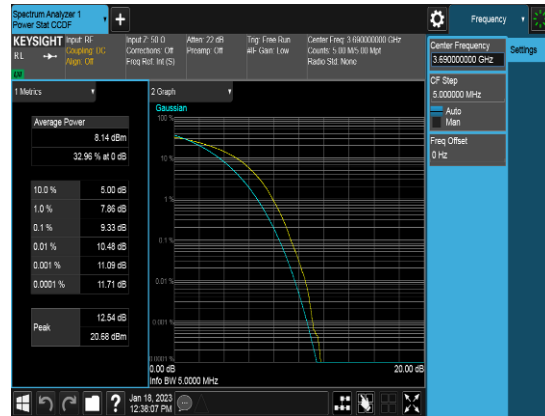 Spectrum Analyzer 1
Power Stat CCDF
Frequency
KEYSIGHT
RL
Input: RF
Coupling: DC
Align: Off
Input Z: 50 Ω
Corrections: Off
Freq Ref: Int (S)
Atten: 22 dB
Preamp: Off
Trig: Free Run
#IF Gain: Low
Center Freq: 3.690000000 GHz
Counts: 5.00 M/5.00 Mpt
Radio Std: None
Center Frequency
3.690000000 GHz
Settings
CF Step
5.000000 MHz
Auto
Man
Freq Offset
0 Hz
1 Metrics
2 Graph
Average Power
8.14 dBm
32.96 % at 0 dB
10.0 % 5.00 dB
1.0 % 7.86 dB
0.1 % 9.33 dB
0.01 % 10.48 dB
0.001 % 11.09 dB
0.0001 % 11.71 dB
Peak
12.54 dB
20.68 dBm
Gaussian
100 %
10 %
1 %
0.1 %
0.01 %
0.001 %
0.0001 %
0.00 dB
20.00 dB
Info BW 5.0000 MHz
?
Jan 18, 2023
12:38:07 PM